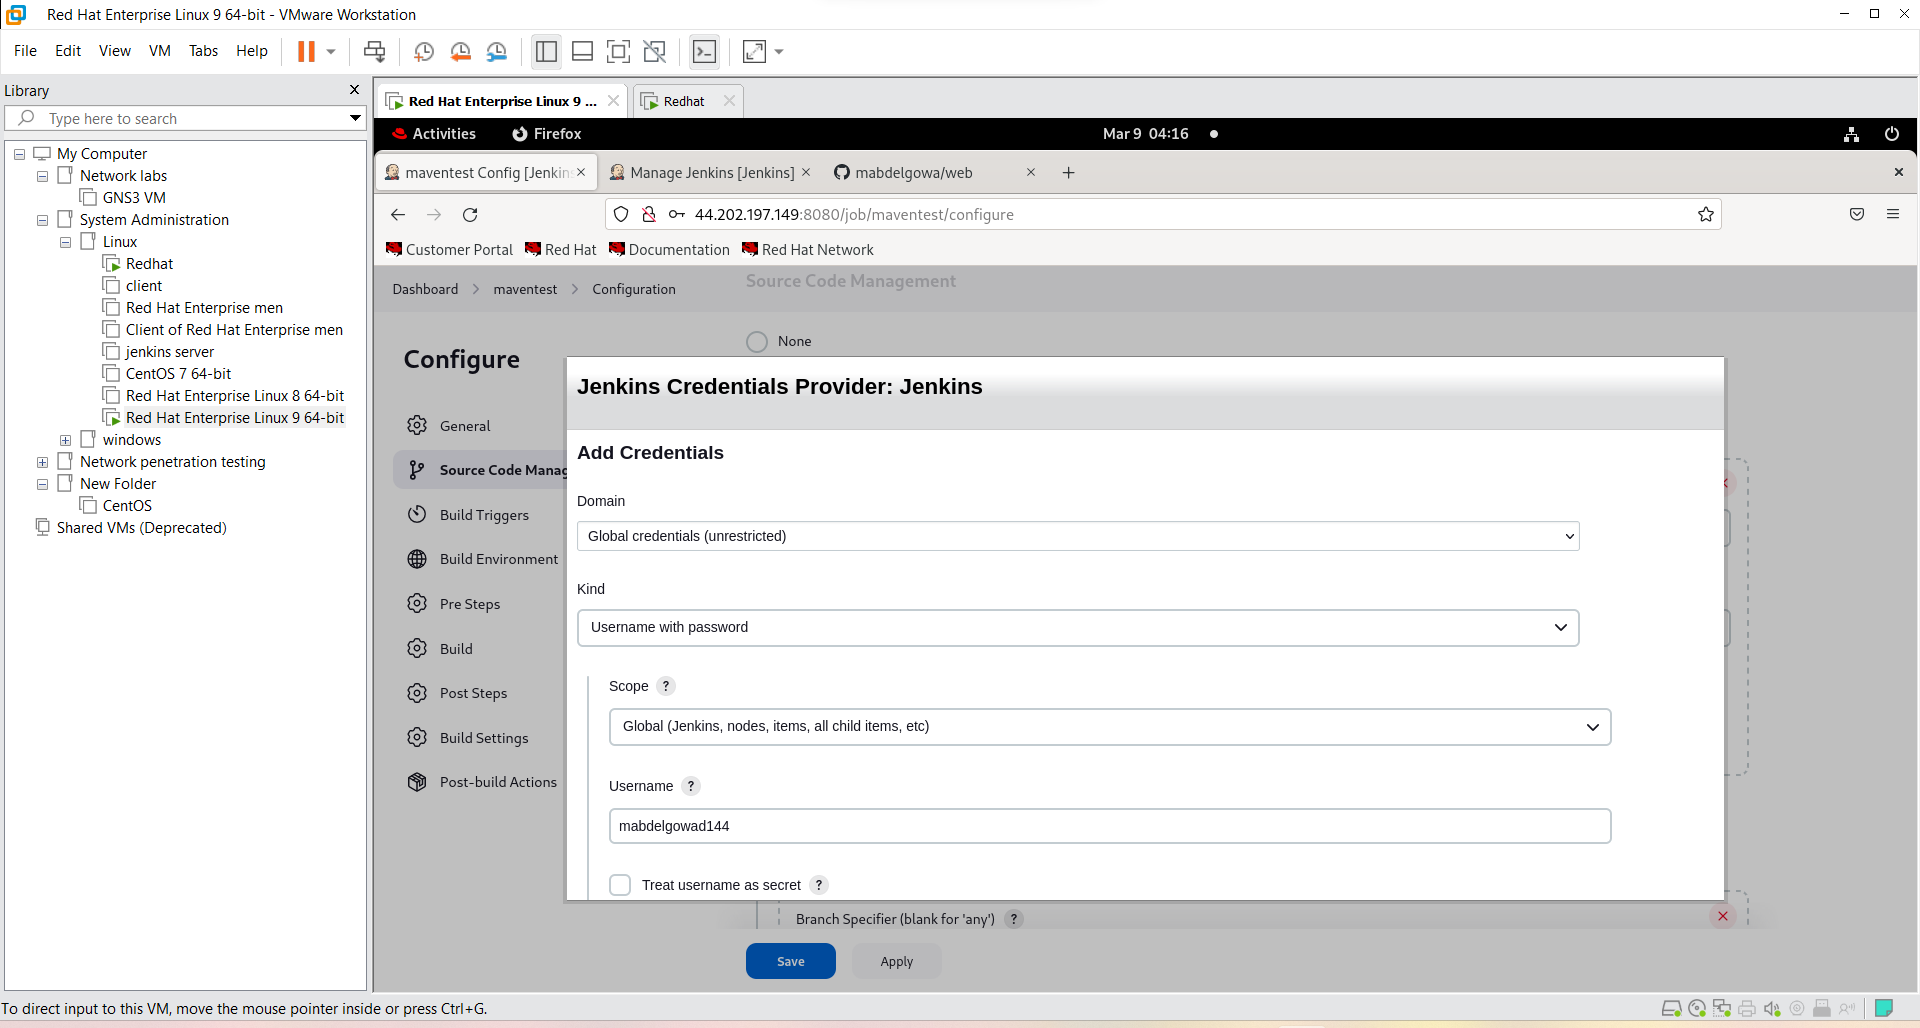 Red Hat Enterprise Linux 9 64-bit - VMware Workstation
File Edit View VM Tabs Help
Library
Type here to search
My Computer
Network labs
GNS3 VM
System Administration
Linux
Redhat
client
Red Hat Enterprise men
Client of Red Hat Enterprise men
jenkins server
CentOS 7 64-bit
Red Hat Enterprise Linux 8 64-bit
Red Hat Enterprise Linux 9 64-bit
windows
Network penetration testing
New Folder
CentOS
Shared VMs (Deprecated)
Red Hat Enterprise Linux 9 ...
Redhat
Activities Firefox Mar 9 04:16
maventest Config [Jenkins
Manage Jenkins [Jenkins]
mabdelgowa/web
44.202.197.149:8080/job/maventest/configure
Customer Portal Red Hat Documentation Red Hat Network
Dashboard > maventest > Configuration
Source Code Management
None
Configure
General
Source Code Manag
Build Triggers
Build Environment
Pre Steps
Build
Post Steps
Build Settings
Post-build Actions
Jenkins Credentials Provider: Jenkins
Add Credentials
Domain
Global credentials (unrestricted)
Kind
Username with password
Scope ?
Global (Jenkins, nodes, items, all child items, etc)
Username ?
mabdelgowad144
Treat username as secret ?
Branch Specifier (blank for 'any') ?
Save Apply
To direct input to this VM, move the mouse pointer inside or press Ctrl+G.